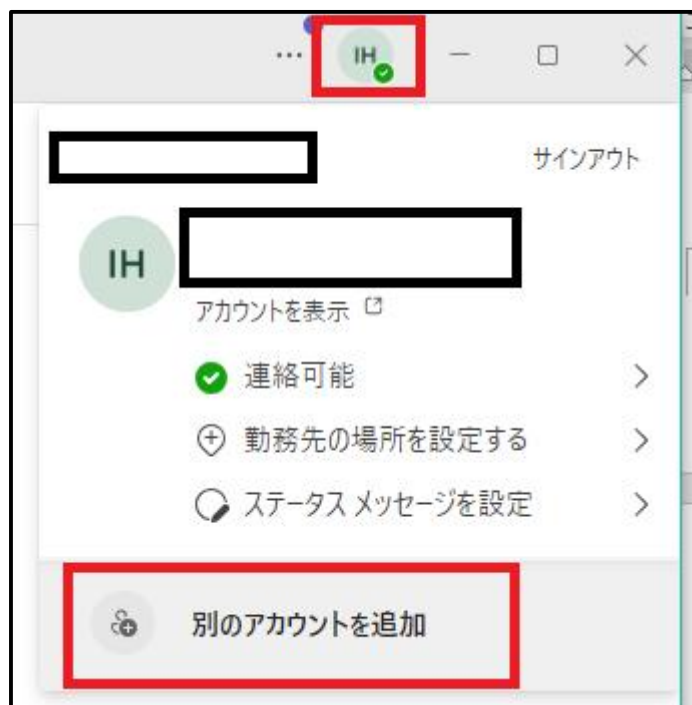 IH
サインアウト
IH
アカウントを表示
連絡可能
勤務先の場所を設定する
ステータス メッセージを設定
別のアカウントを追加